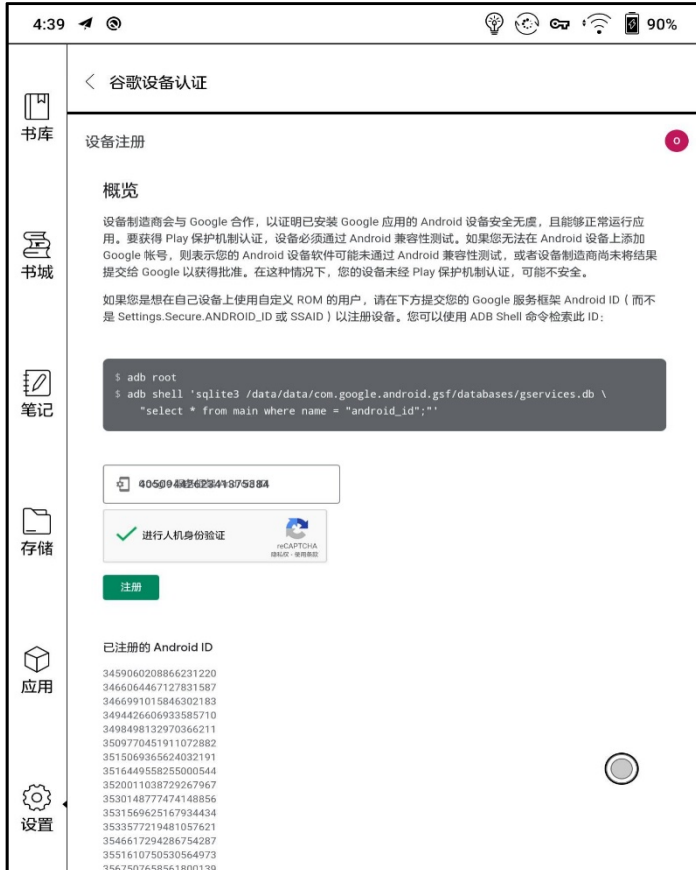 4:39
90%
谷歌设备认证
书库
书城
笔记
存储
应用
设置
设备注册
O
概览
设备制造商会与 Google 合作，以证明已安装 Google 应用的 Android 设备安全无虞，且能够正常运行应
用。要获得 Play 保护机制认证，设备必须通过 Android 兼容性测试。如果您无法在 Android 设备上添加
Google 帐号，则表示您的 Android 设备软件可能未通过 Android 兼容性测试，或者设备制造商尚未将结果
提交给 Google 以获得批准。在这种情况下，您的设备未经 Play 保护机制认证，可能不安全。
如果您是想在自己设备上使用自定义 ROM 的用户，请在下方提交您的 Google 服务框架 Android ID（而不
是 Settings.Secure.ANDROID_ID 或 SSAID）以注册设备。您可以使用 ADB Shell 命令检索此 ID：
$ adb root
$ adb shell 'sqlite3 /data/data/com.google.android.gsf/databases/gservices.db \
"select * from main where name = "android_id";"'
进行人机身份验证
reCAPTCHA
隐私权 - 使用条款
注册
已注册的 Android ID
3459060208866231220
3466064467127831587
3466991015846302183
3494426606933585710
3498498132970366211
3509770451911072882
3515069365624032191
3516449558255000544
3520011038729267967
3530148777474148856
3531569625167934434
3533577219481057621
3546617294286754287
3551610750530564973
3567507658561800139